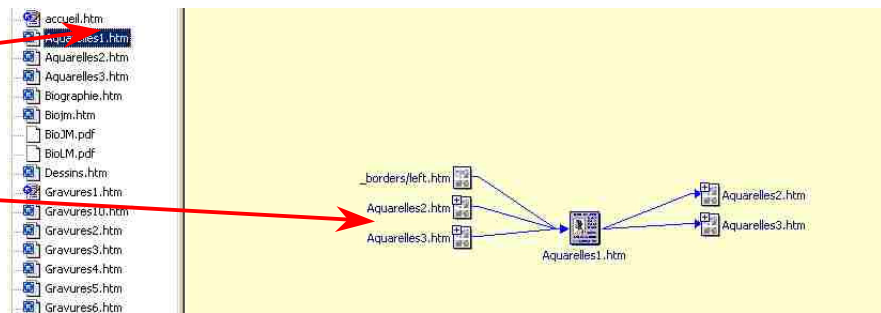 accueil.htm
Aquarelles1.htm
Aquarelles2.htm
Aquarelles3.htm
Biographie.htm
Biojm.htm
BioJM.pdf
BioLM.pdf
Dessins.htm
Gravures1.htm
Gravures10.htm
Gravures2.htm
Gravures3.htm
Gravures4.htm
Gravures5.htm
Gravures6.htm
_borders/left.htm
Aquarelles2.htm
Aquarelles3.htm
Aquarelles1.htm
Aquarelles2.htm
Aquarelles3.htm